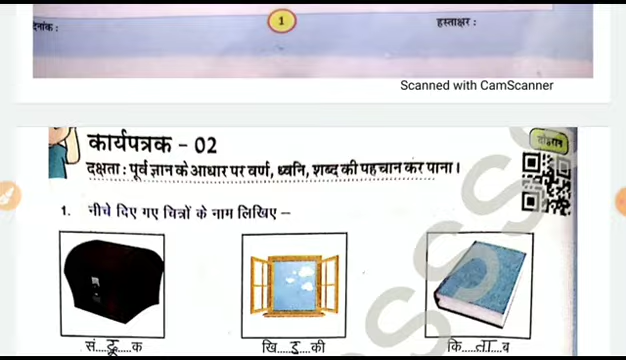 दिनांक :
1
हस्ताक्षर :
Scanned with CamScanner
कार्यपत्रक - 02
दक्षता : पूर्व ज्ञान के आधार पर वर्ण, ध्वनि, शब्द की पहचान कर पाना।
1. नीचे दिए गए चित्रों के नाम लिखिए –
सं....दू....क
खि....ड़....की
कि....ता....ब